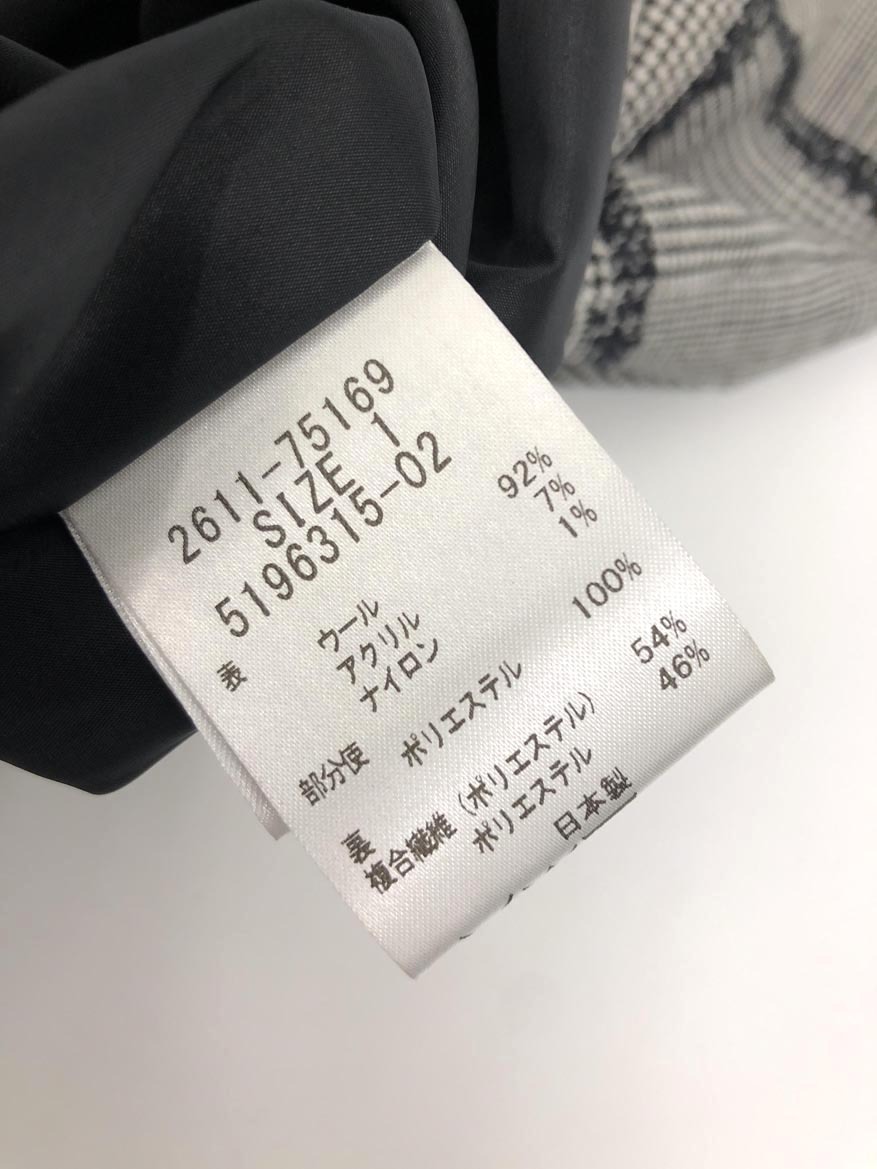 2611-75169
SIZE 1
5196315-02
表 ウール 92%
アクリル 7%
ナイロン 1%
部分使 ポリエステル 100%
裏
複合繊維(ポリエステル) 54%
ポリエステル 46%
日本製